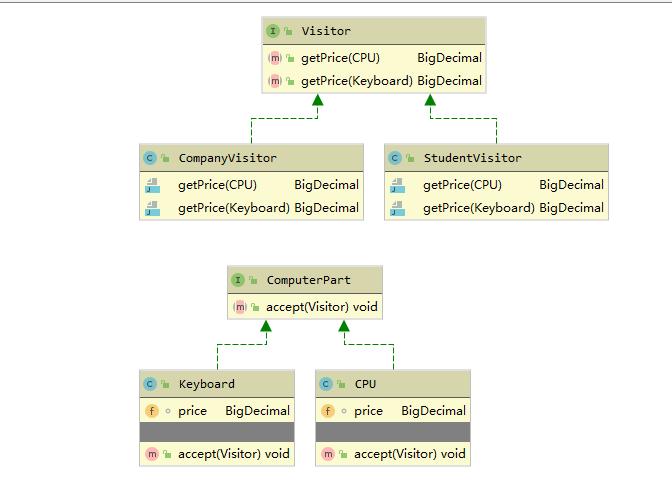 Visitor
getPrice(CPU) BigDecimal
getPrice(Keyboard) BigDecimal
CompanyVisitor
getPrice(CPU) BigDecimal
getPrice(Keyboard) BigDecimal
StudentVisitor
getPrice(CPU) BigDecimal
getPrice(Keyboard) BigDecimal
ComputerPart
accept(Visitor) void
Keyboard
price BigDecimal
accept(Visitor) void
CPU
price BigDecimal
accept(Visitor) void